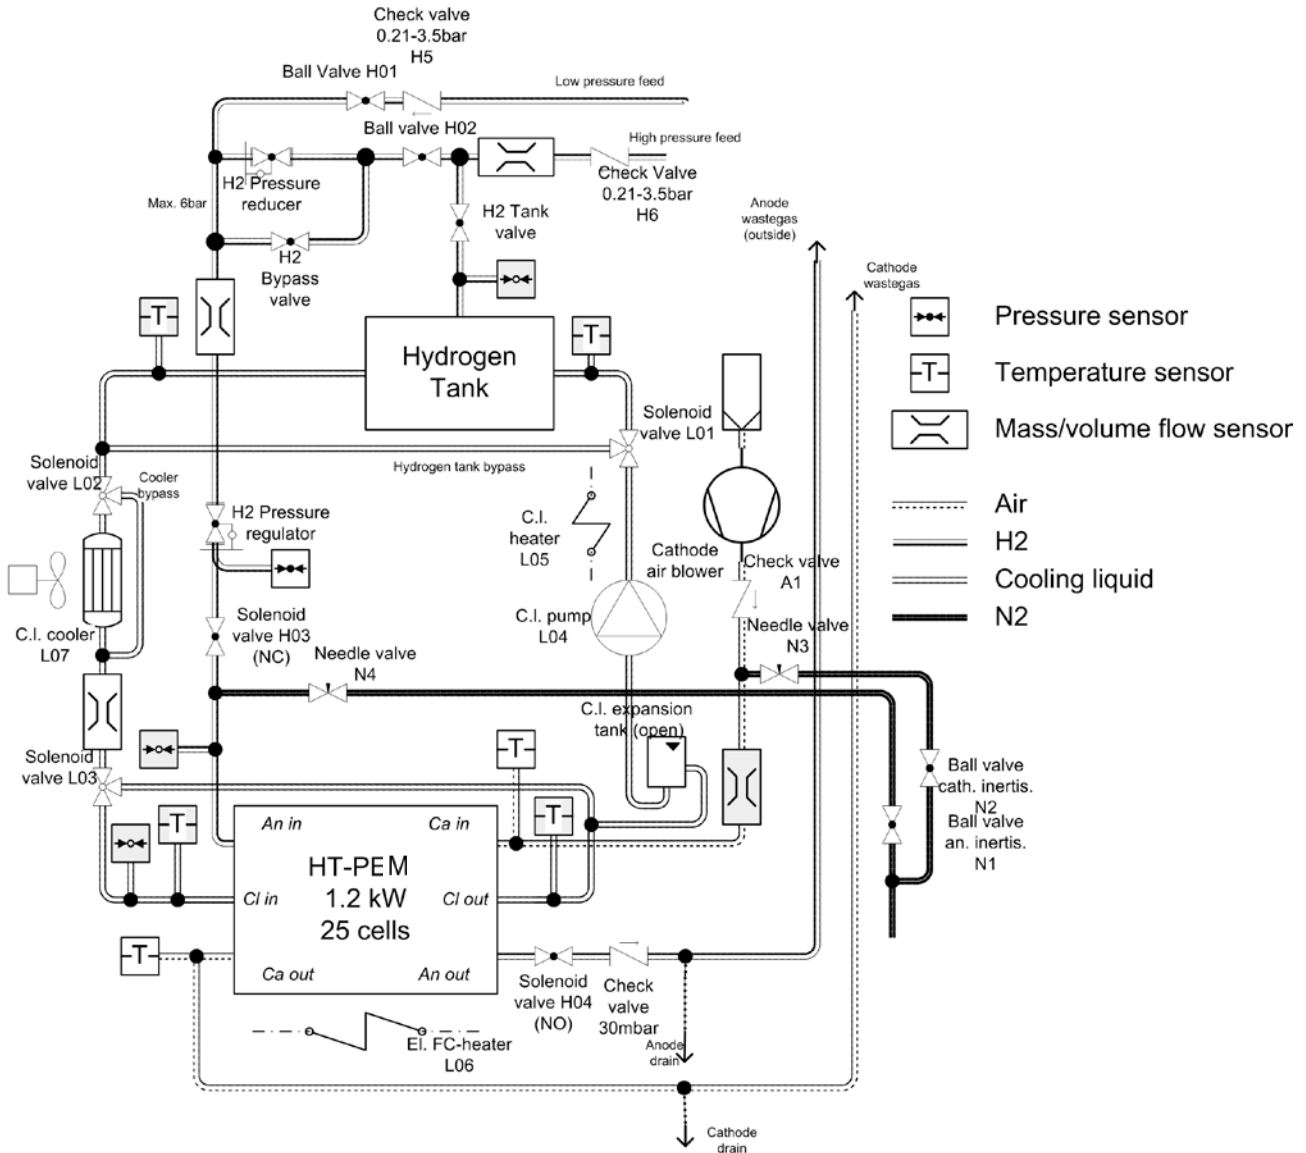 Check valve
0.21-3.5bar
H5
Ball Valve H01
Low pressure feed
Ball valve H02
High pressure feed
H2 Pressure
reducer
Check Valve
0.21-3.5bar
H6
Max. 6bar
H2 Tank
valve
H2
Bypass
valve
Anode
wastegas
(outside)
Cathode
wastegas
T
T
Hydrogen
Tank
Pressure sensor
T
Temperature sensor
Mass/volume flow sensor
Solenoid
valve L01
Hydrogen tank bypass
Solenoid
valve L02
Cooler
bypass
H2 Pressure
regulator
C.l.
heater
L05
Cathode
air blower
Check valve
A1
Air
H2
Cooling liquid
N2
C.l. cooler
L07
Solenoid
valve H03
(NC)
C.l. pump
L04
Needle valve
N3
Needle valve
N4
C.l. expansion
tank (open)
Solenoid
valve L03
T
T
T
Ball valve
cath. inertis.
N2
Ball valve
an. inertis.
N1
An in
Ca in
HT-PEM
1.2 kW
25 cells
Cl in
Cl out
Ca out
An out
T
Solenoid
valve H04
(NO)
Check
valve
30mbar
El. FC-heater
L06
Anode
drain
Cathode
drain